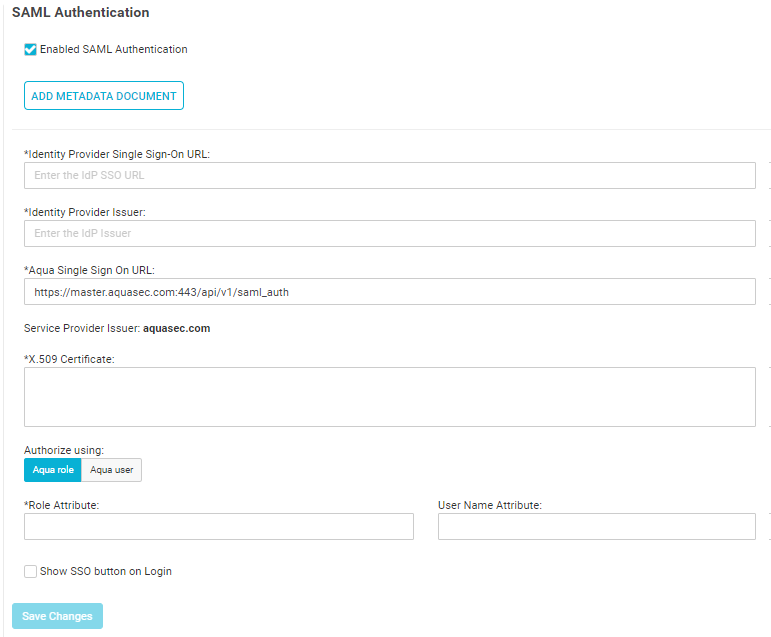 SAML Authentication
Enabled SAML Authentication
ADD METADATA DOCUMENT
*Identity Provider Single Sign-On URL:
Enter the IdP SSO URL
*Identity Provider Issuer:
Enter the IdP Issuer
*Aqua Single Sign On URL:
https://master.aquasec.com:443/api/v1/saml_auth
Service Provider Issuer: aquasec.com
*X.509 Certificate:
Authorize using:
Aqua role Aqua user
*Role Attribute: User Name Attribute:
Show SSO button on Login
Save Changes